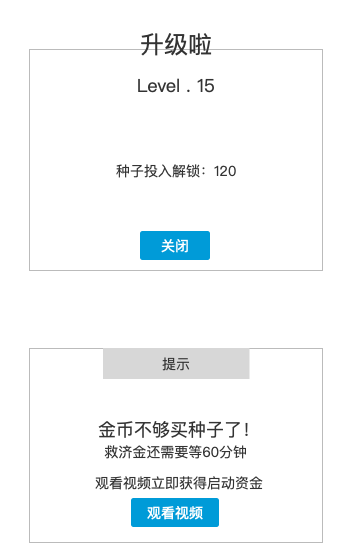 升级啦
Level . 15
种子投入解锁：120
关闭
提示
金币不够买种子了！
救济金还需要等60分钟
观看视频立即获得启动资金
观看视频